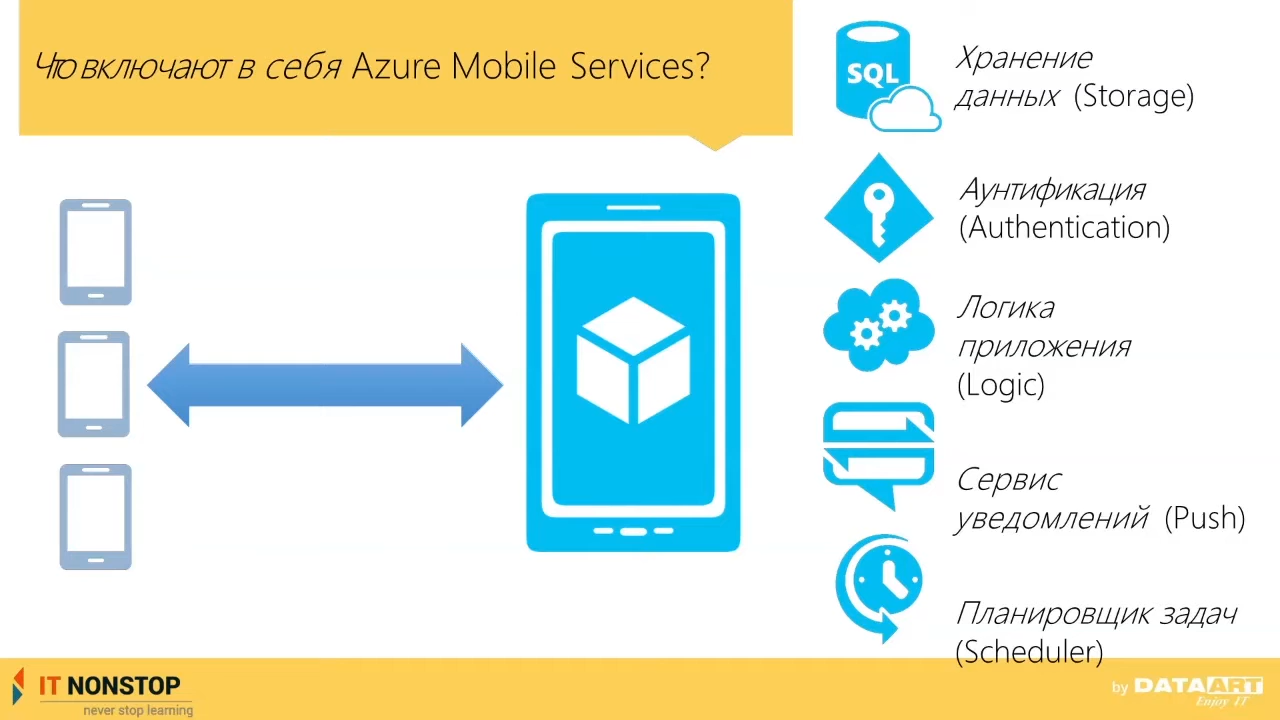 Что включают в себя Azure Mobile Services?
SQL
Хранение
данных (Storage)
Аунтификация
(Authentication)
Логика
приложения
(Logic)
Сервис
уведомлений (Push)
Планировщик задач
(Scheduler)
IT NONSTOP
never stop learning
by DATAART
Enjoy IT